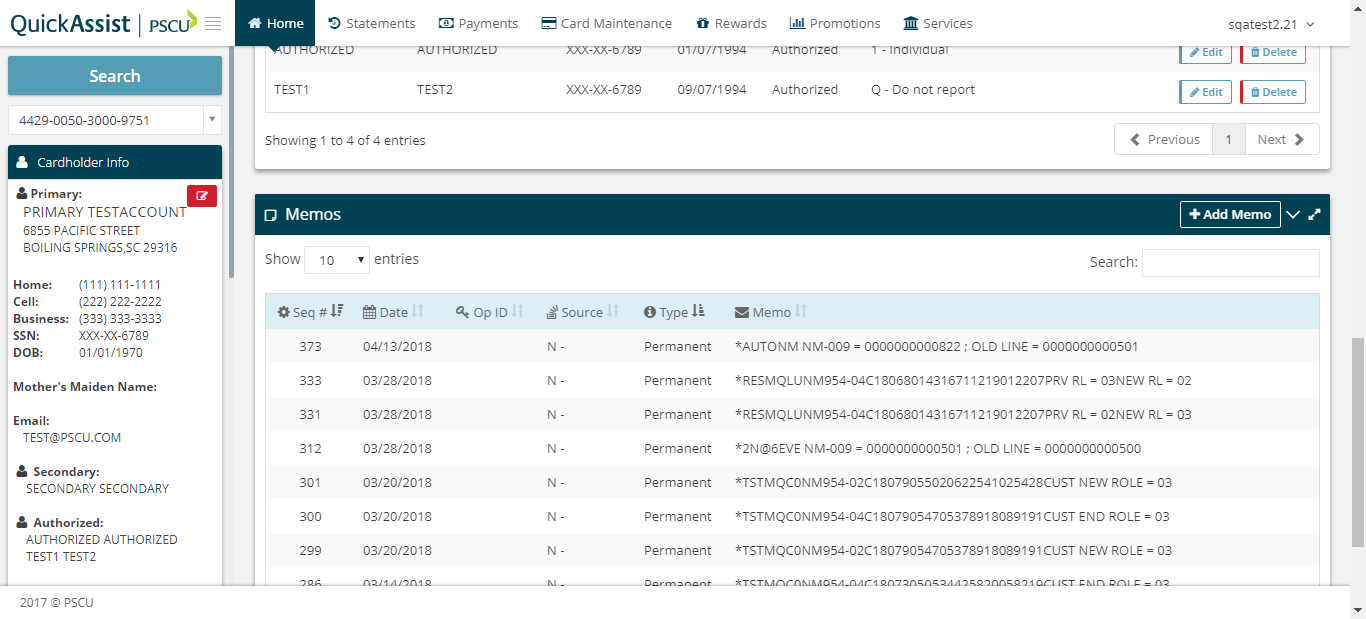 QuickAssist | PSCU
Home Statements Payments Card Maintenance Rewards Promotions Services sqatest2.21
Search
4429-0050-3000-9751
Cardholder Info
Primary:
PRIMARY TESTACCOUNT
6855 PACIFIC STREET
BOILING SPRINGS,SC 29316
Home: (111) 111-1111
Cell: (222) 222-2222
Business: (333) 333-3333
SSN: XXX-XX-6789
DOB: 01/01/1970
Mother's Maiden Name:
Email:
TEST@PSCU.COM
Secondary:
SECONDARY SECONDARY
Authorized:
AUTHORIZED AUTHORIZED
TEST1 TEST2
AUTHORIZED AUTHORIZED XXX-XX-6789 01/07/1994 Authorized 1 - Individual Edit Delete
TEST1 TEST2 XXX-XX-6789 09/07/1994 Authorized Q - Do not report Edit Delete
Showing 1 to 4 of 4 entries Previous 1 Next
Memos Add Memo
Show 10 entries Search:
Seq # Date Op ID Source Type Memo
373 04/13/2018 N - Permanent *AUTONM NM-009 = 0000000000822 ; OLD LINE = 0000000000501
333 03/28/2018 N - Permanent *RESMQLUNM954-04C18068014316711219012207PRV RL = 03NEW RL = 02
331 03/28/2018 N - Permanent *RESMQLUNM954-04C18068014316711219012207PRV RL = 02NEW RL = 03
312 03/28/2018 N - Permanent *2N@6EVE NM-009 = 0000000000501 ; OLD LINE = 0000000000500
301 03/20/2018 N - Permanent *TSTMQC0NM954-02C18079055020622541025428CUST NEW ROLE = 03
300 03/20/2018 N - Permanent *TSTMQC0NM954-04C18079054705378918089191CUST END ROLE = 03
299 03/20/2018 N - Permanent *TSTMQC0NM954-02C18079054705378918089191CUST NEW ROLE = 03
286 03/14/2018 N - Permanent *TSTMQC0NM954-04C18073050534425820058219CUST END ROLE = 03
2017 © PSCU